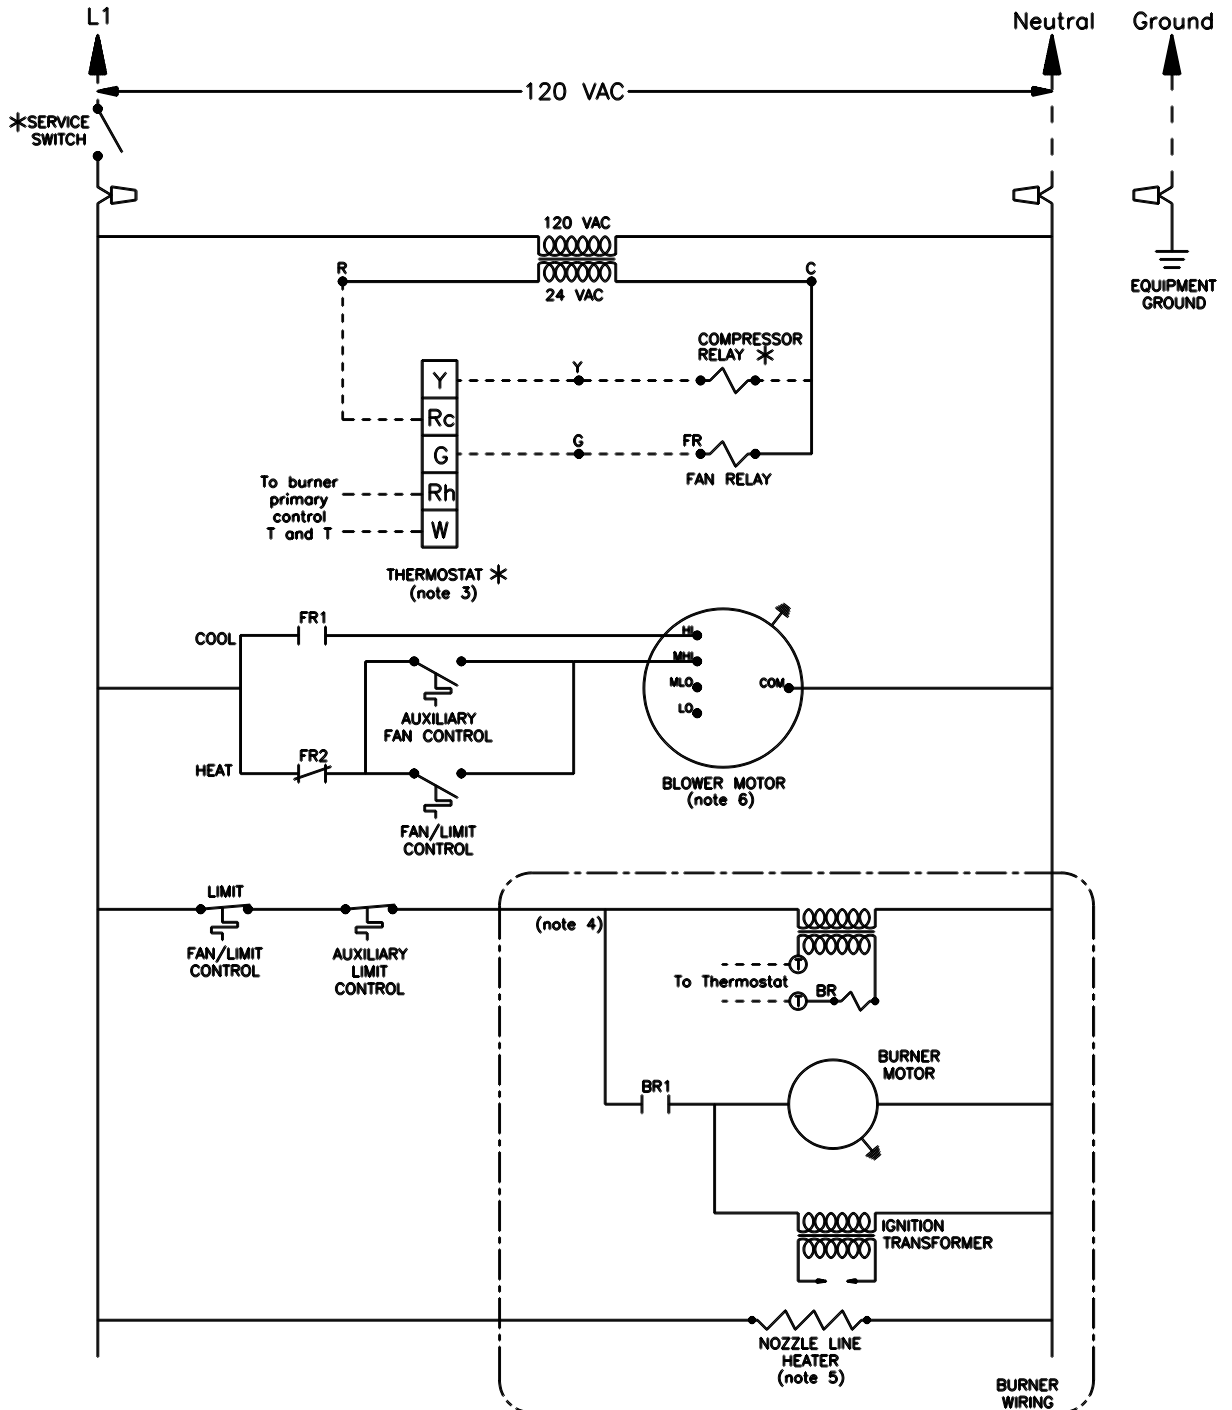 L1
Neutral
Ground
120 VAC
*SERVICE
SWITCH
120 VAC
R
C
24 VAC
EQUIPMENT
GROUND
COMPRESSOR
RELAY *
Y
Y
Rc
G
FR
G
FAN RELAY
To burner
primary
control
T and T
Rh
W
THERMOSTAT *
(note 3)
FR1
COOL
HI
MHI
MLO
LO
COM
AUXILIARY
FAN CONTROL
FR2
HEAT
BLOWER MOTOR
(note 6)
FAN/LIMIT
CONTROL
LIMIT
(note 4)
FAN/LIMIT
CONTROL
AUXILIARY
LIMIT
CONTROL
T
To Thermostat
T
BR
BURNER
MOTOR
BR1
IGNITION
TRANSFORMER
NOZZLE LINE
HEATER
(note 5)
BURNER
WIRING